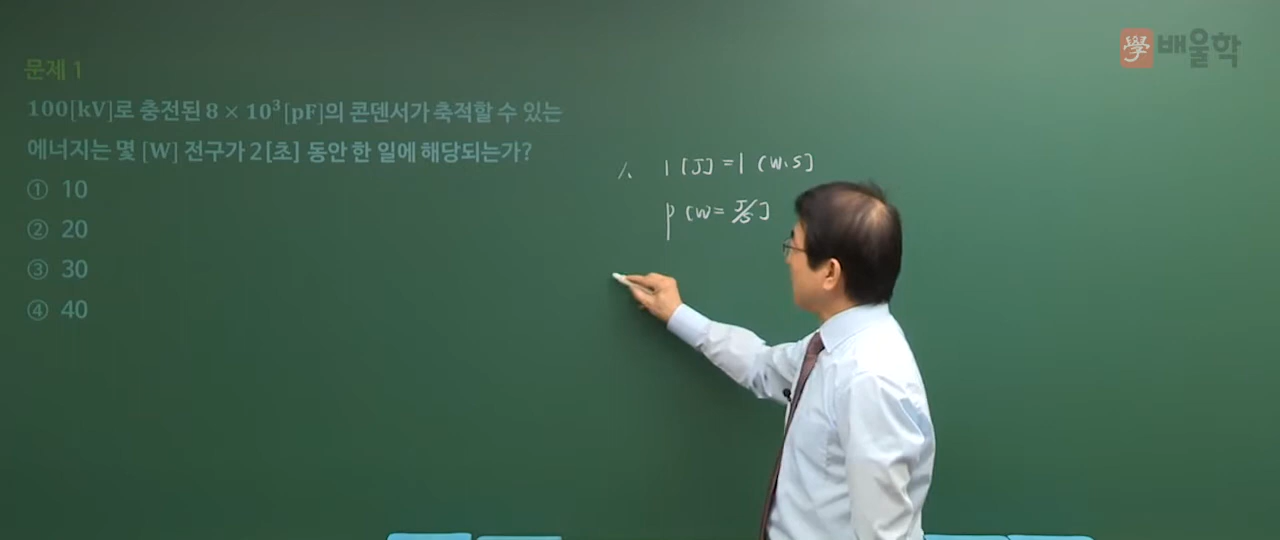 學 배울학
문제 1
100[kV]로 충전된 8 × 10³[pF]의 콘덴서가 축적할 수 있는
에너지는 몇 [W] 전구가 2[초] 동안 한 일에 해당되는가?
① 10
② 20
③ 30
④ 40
1 [J] = 1 [W.S]
P [W = J/S]